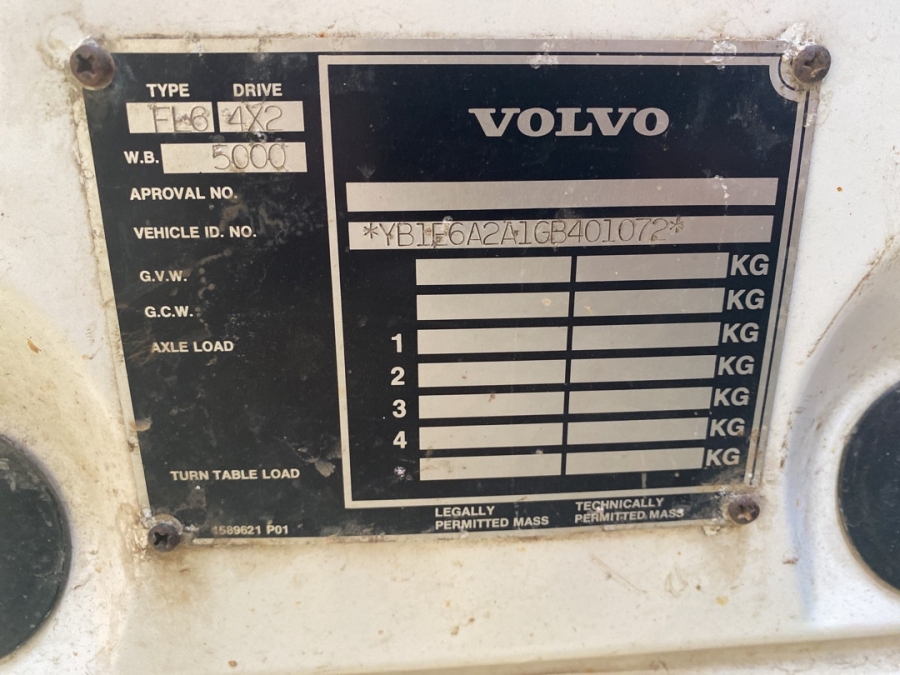 TYPE DRIVE
FL6 4X2
VOLVO
W.B. 5000
APROVAL NO.
VEHICLE ID. NO. *YB1E6A2A1GB401072*
G.V.W. KG
G.C.W. KG
AXLE LOAD 1 KG
2 KG
3 KG
4 KG
TURN TABLE LOAD KG
LEGALLY PERMITTED MASS
TECHNICALLY PERMITTED MASS
1589621 P01